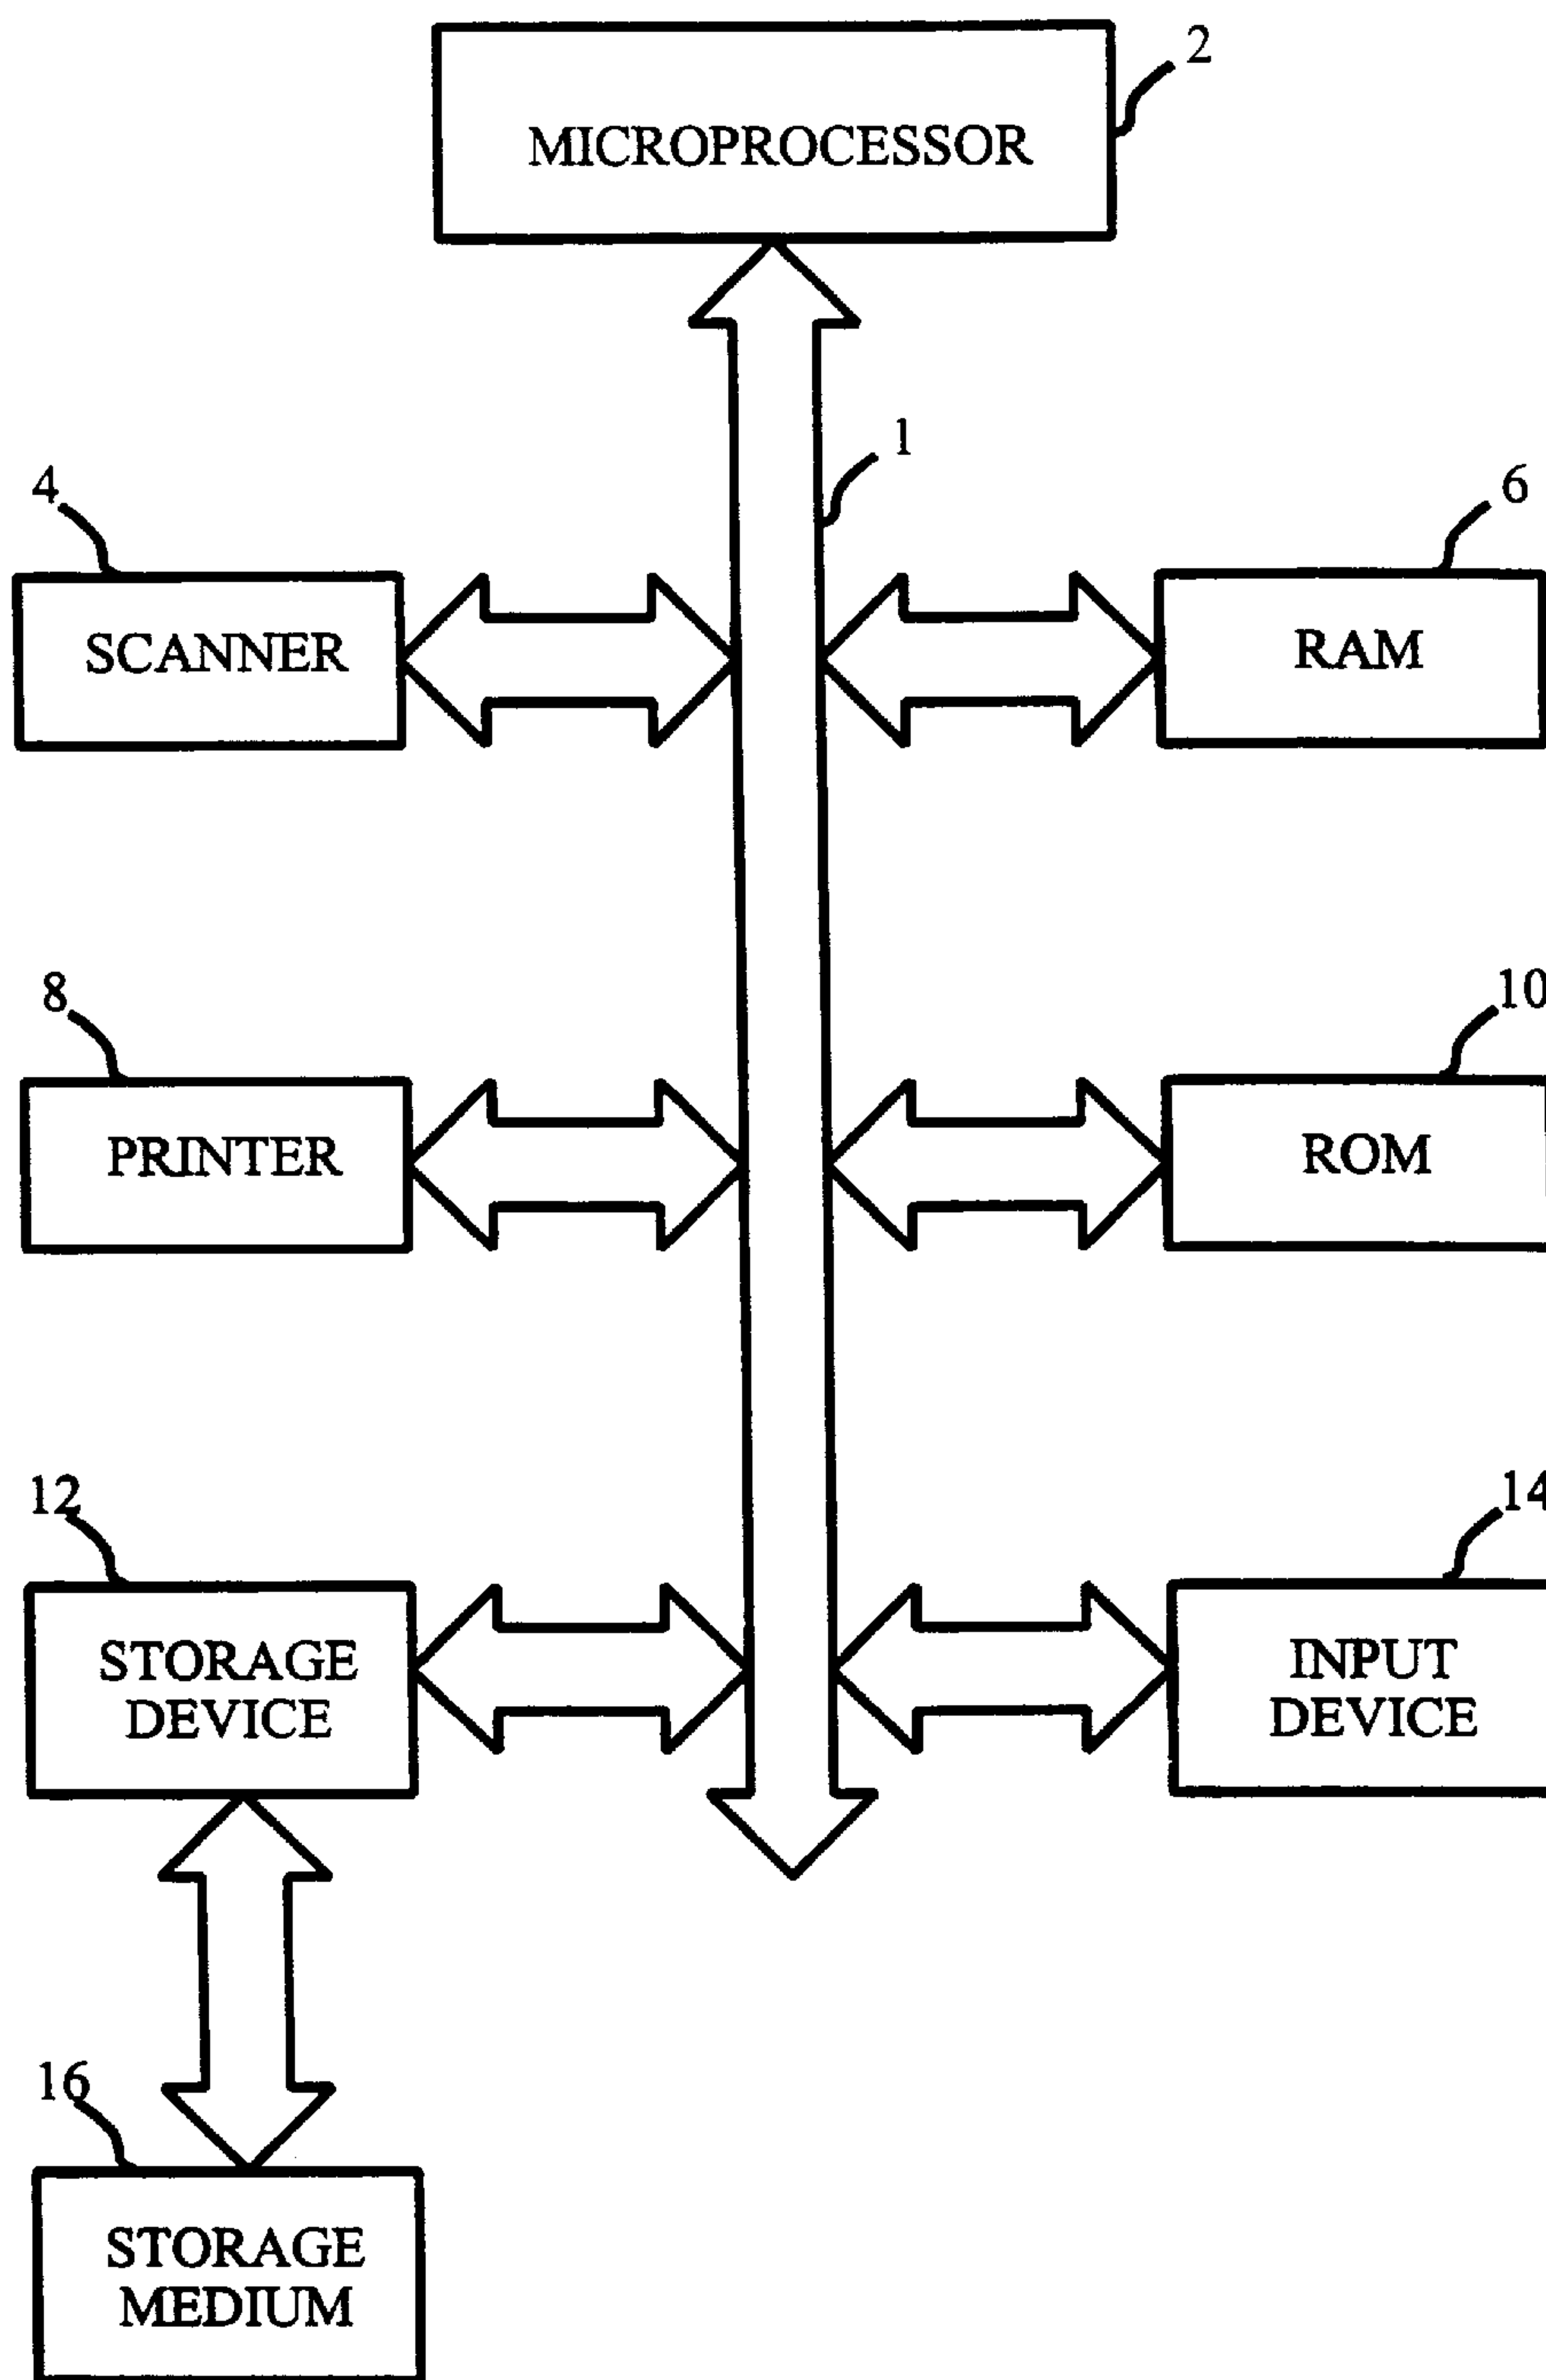 2
MICROPROCESSOR
1
4
6
SCANNER
RAM
8
10
PRINTER
ROM
12
14
STORAGE
DEVICE
INPUT
DEVICE
16
STORAGE
MEDIUM